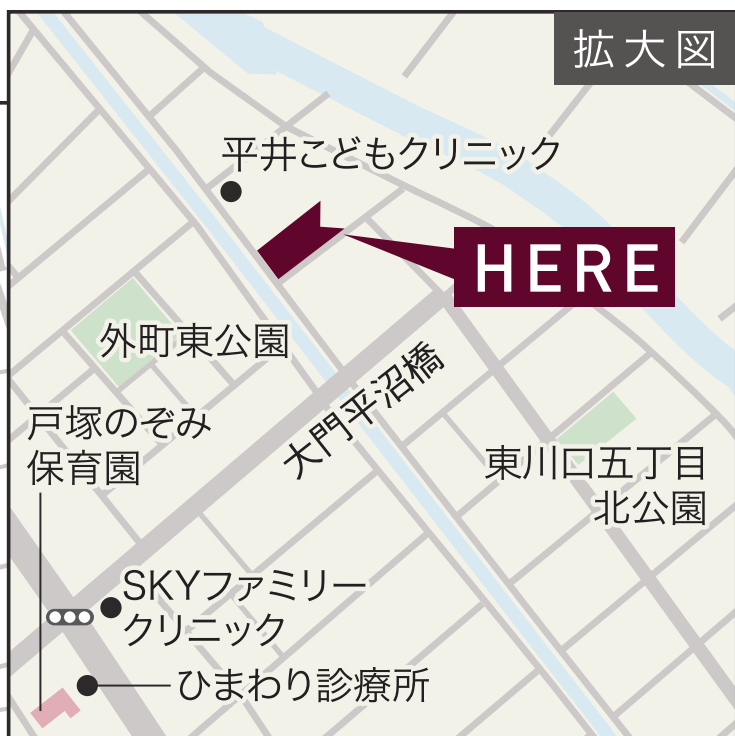 拡大図
平井こどもクリニック
HERE
外町東公園
大門平沼橋
戸塚のぞみ
保育園
東川口五丁目
北公園
SKYファミリー
クリニック
ひまわり診療所